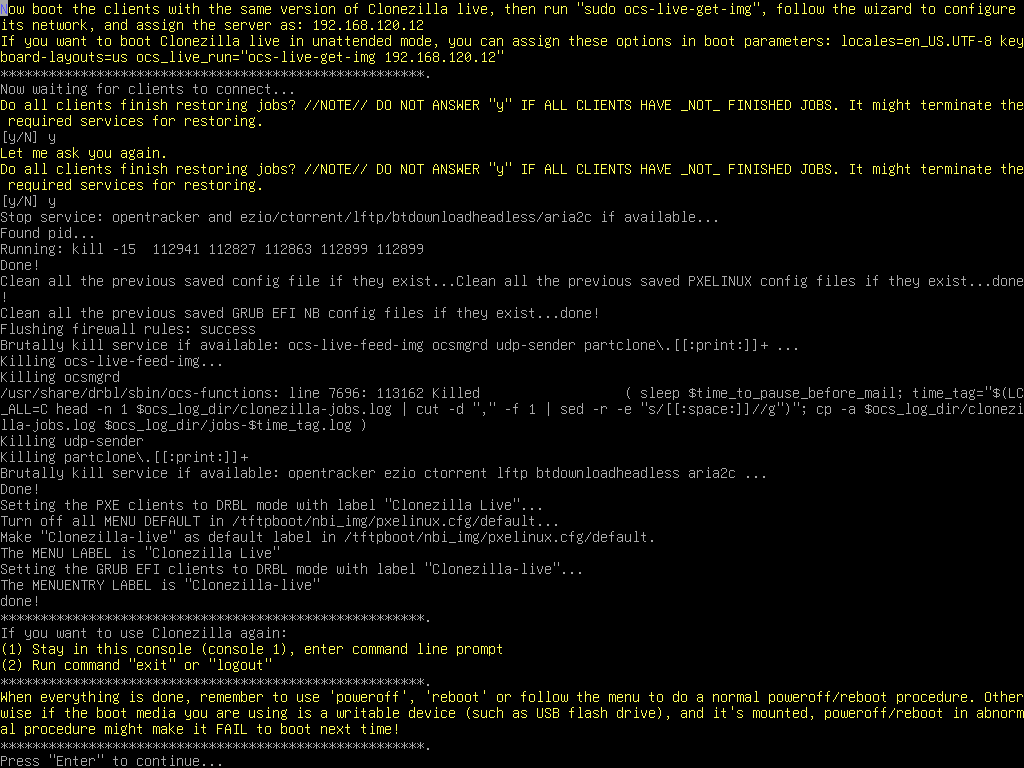 Now boot the clients with the same version of Clonezilla live, then run "sudo ocs-live-get-img", follow the wizard to configure
its network, and assign the server as: 192.168.120.12
If you want to boot Clonezilla live in unattended mode, you can assign these options in boot parameters: locales=en_US.UTF-8 key
board-layouts=us ocs_live_run="ocs-live-get-img 192.168.120.12"
*****************************************************.
Now waiting for clients to connect...
Do all clients finish restoring jobs? //NOTE// DO NOT ANSWER "y" IF ALL CLIENTS HAVE _NOT_ FINISHED JOBS. It might terminate the
 required services for restoring.
[y/N] y
Let me ask you again.
Do all clients finish restoring jobs? //NOTE// DO NOT ANSWER "y" IF ALL CLIENTS HAVE _NOT_ FINISHED JOBS. It might terminate the
 required services for restoring.
[y/N] y
Stop service: opentracker and ezio/ctorrent/lftp/btdownloadheadless/aria2c if available...
Found pid...
Running: kill -15  112941 112827 112863 112899 112899
Done!
Clean all the previous saved config file if they exist...Clean all the previous saved PXELINUX config files if they exist...done
!
Clean all the previous saved GRUB EFI NB config files if they exist...done!
Flushing firewall rules: success
Brutally kill service if available: ocs-live-feed-img ocsmgrd udp-sender partclone\.[[:print:]]+ ...
Killing ocs-live-feed-img...
Killing ocsmgrd
/usr/share/drbl/sbin/ocs-functions: line 7696: 113162 Killed                  ( sleep $time_to_pause_before_mail; time_tag="$(LC
_ALL=C head -n 1 $ocs_log_dir/clonezilla-jobs.log | cut -d "," -f 1 | sed -r -e "s/[[:space:]]//g")"; cp -a $ocs_log_dir/clonezi
lla-jobs.log $ocs_log_dir/jobs-$time_tag.log )
Killing udp-sender
Killing partclone\.[[:print:]]+
Brutally kill service if available: opentracker ezio ctorrent lftp btdownloadheadless aria2c ...
Done!
Setting the PXE clients to DRBL mode with label "Clonezilla Live"...
Turn off all MENU DEFAULT in /tftpboot/nbi_img/pxelinux.cfg/default...
Make "Clonezilla-live" as default label in /tftpboot/nbi_img/pxelinux.cfg/default.
The MENU LABEL is "Clonezilla Live"
Setting the GRUB EFI clients to DRBL mode with label "Clonezilla-live"...
The MENUENTRY LABEL is "Clonezilla-live"
done!
*****************************************************.
If you want to use Clonezilla again:
(1) Stay in this console (console 1), enter command line prompt
(2) Run command "exit" or "logout"
*****************************************************.
When everything is done, remember to use 'poweroff', 'reboot' or follow the menu to do a normal poweroff/reboot procedure. Other
wise if the boot media you are using is a writable device (such as USB flash drive), and it's mounted, poweroff/reboot in abnorm
al procedure might make it FAIL to boot next time!
*****************************************************.
Press "Enter" to continue...